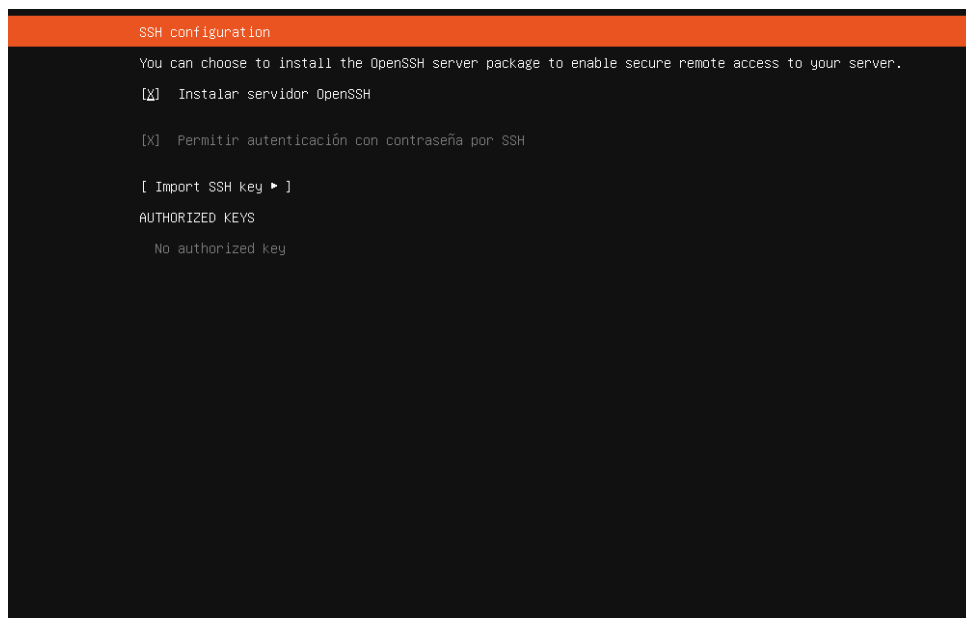 SSH configuration
You can choose to install the OpenSSH server package to enable secure remote access to your server.
[X] Instalar servidor OpenSSH
[X] Permitir autenticación con contraseña por SSH
[ Import SSH key ▸ ]
AUTHORIZED KEYS
No authorized key